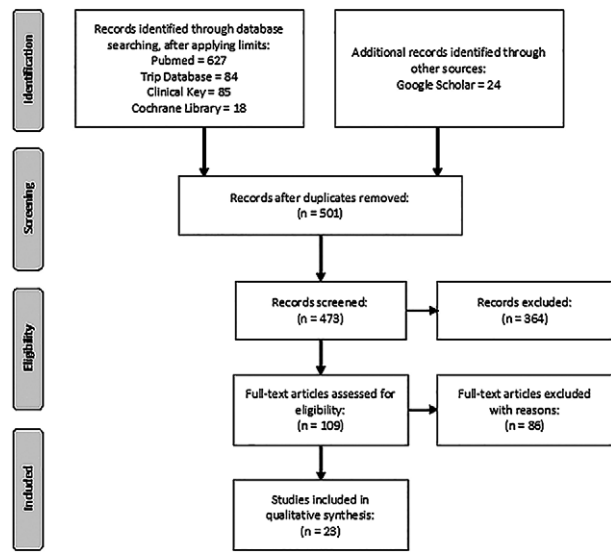 Identification
Records identified through database
searching, after applying limits:
Pubmed = 627
Trip Database = 84
Clinical Key = 85
Cochrane Library = 18
Additional records identified through
other sources:
Google Scholar = 24
Screening
Records after duplicates removed:
(n = 501)
Eligibility
Records screened:
(n = 473)
Records excluded:
(n = 364)
Full-text articles assessed for
eligibility:
(n = 109)
Full-text articles excluded
with reasons:
(n = 86)
Included
Studies included in
qualitative synthesis:
(n = 23)